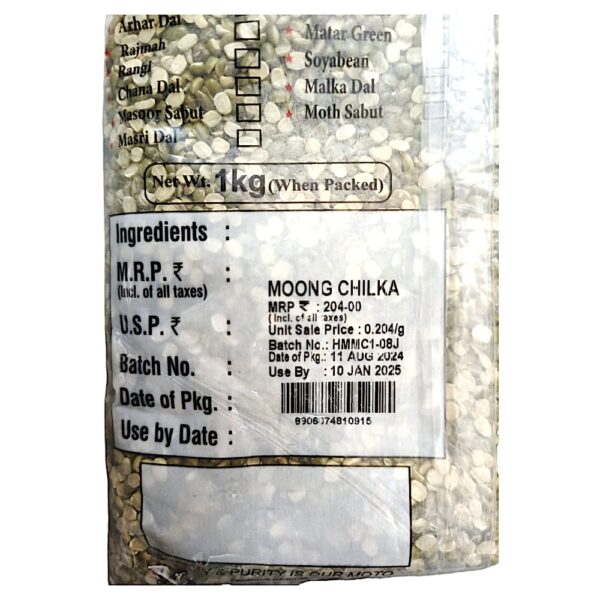 Arhar Dal
Rajmah
Rangi
Chana Dal
Masoor Sabut
Masri Dal
Matar Green
Soyabean
Malka Dal
Moth Sabut
Net Wt. 1kg (When Packed)
Ingredients :
M.R.P. ₹ :
(Incl. of all taxes)
U.S.P. ₹ :
Batch No. :
Date of Pkg. :
Use by Date :
MOONG CHILKA
MRP ₹ : 204-00
(Incl. of all taxes)
Unit Sale Price : 0.204/g
Batch No.: HMMC1-08J
Date of Pkg.: 11 AUG 2024
Use By : 10 JAN 2025
8906074810915
& PURITY IS OUR MOTO